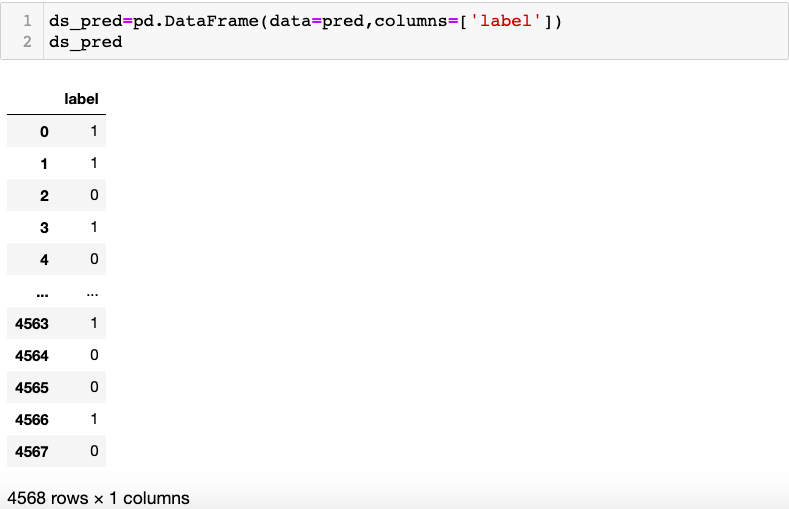 1 ds_pred=pd.DataFrame(data=pred,columns=['label'])
2 ds_pred
label
0 1
1 1
2 0
3 1
4 0
... ...
4563 1
4564 0
4565 0
4566 1
4567 0
4568 rows × 1 columns